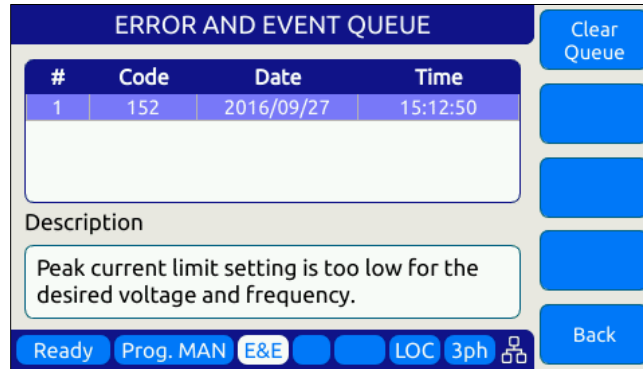 ERROR AND EVENT QUEUE
Clear
Queue
# Code Date Time
1 152 2016/09/27 15:12:50
Description
Peak current limit setting is too low for the
desired voltage and frequency.
Back
Ready Prog. MAN E&E LOC 3ph